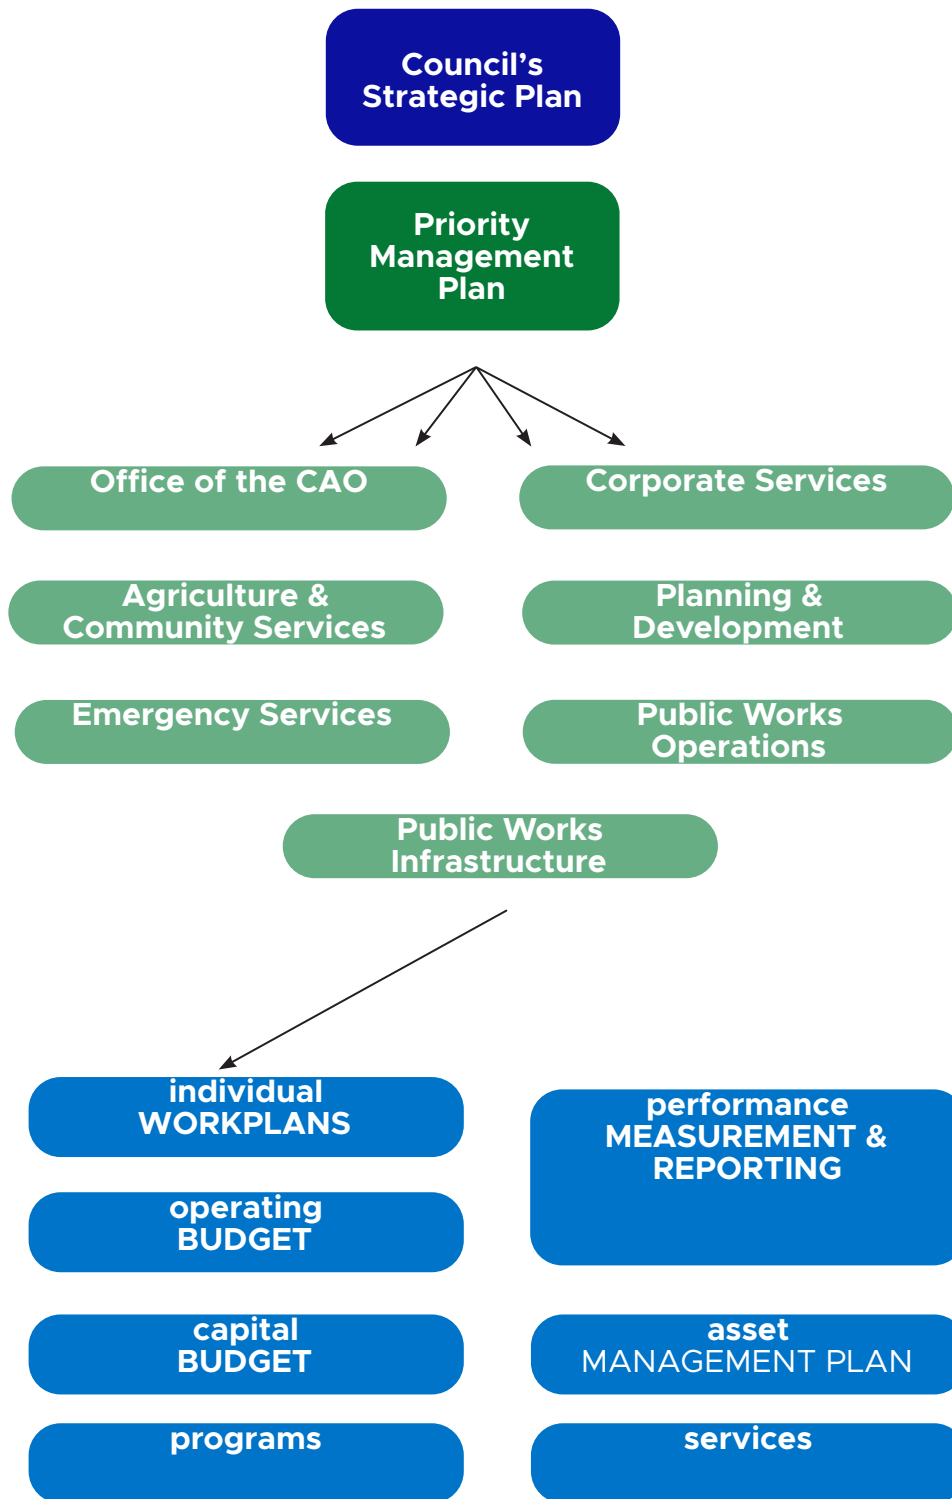 Council’s
Strategic Plan
Priority
Management
Plan
Office of the CAO
Corporate Services
Agriculture &
Community Services
Planning &
Development
Emergency Services
Public Works
Operations
Public Works
Infrastructure
individual
WORKPLANS
performance
MEASUREMENT &
REPORTING
operating
BUDGET
capital
BUDGET
asset
MANAGEMENT PLAN
programs
services